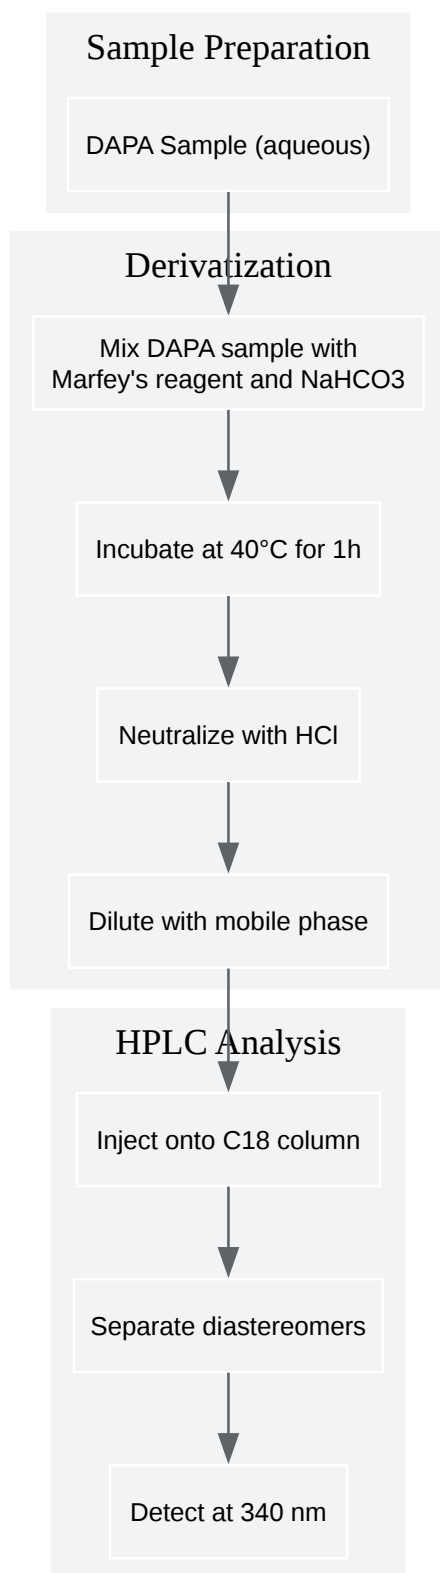 Sample Preparation
DAPA Sample (aqueous)
Derivatization
Mix DAPA sample with
Marfey's reagent and NaHCO3
Incubate at 40°C for 1h
Neutralize with HCl
Dilute with mobile phase
HPLC Analysis
Inject onto C18 column
Separate diastereomers
Detect at 340 nm